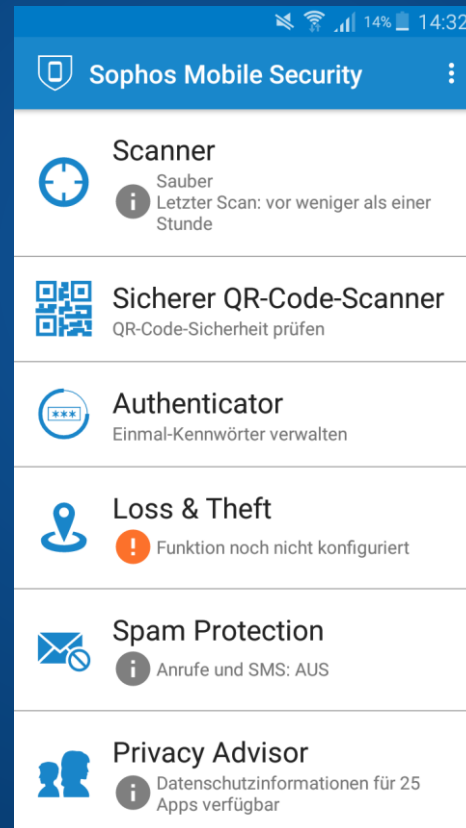 14% 14:32
Sophos Mobile Security
Scanner
Sauber
Letzter Scan: vor weniger als einer
Stunde
Sicherer QR-Code-Scanner
QR-Code-Sicherheit prüfen
***
Authenticator
Einmal-Kennwörter verwalten
Loss & Theft
! Funktion noch nicht konfiguriert
Spam Protection
i Anrufe und SMS: AUS
Privacy Advisor
i Datenschutzinformationen für 25
Apps verfügbar